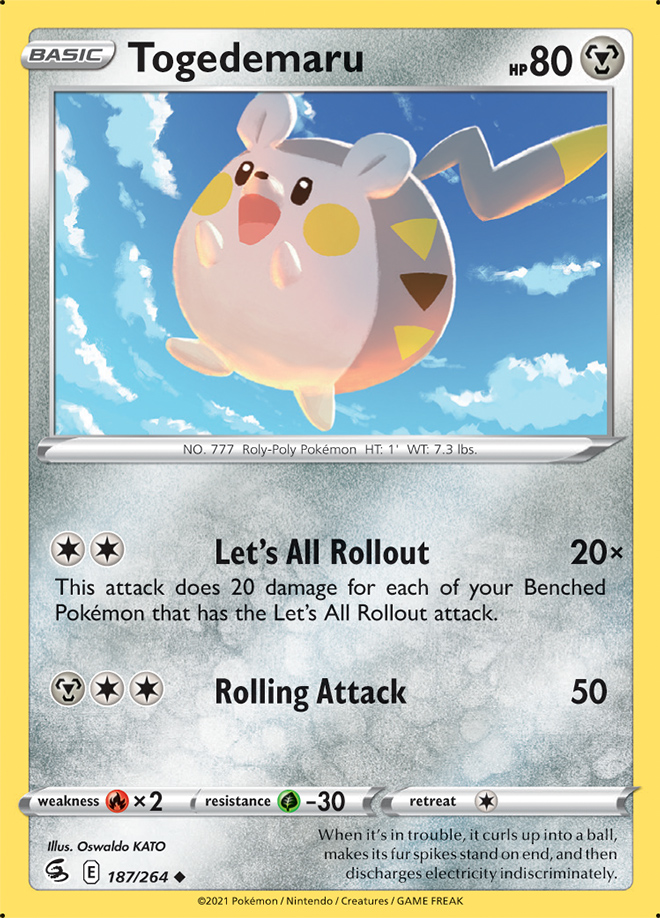 BASIC Togedemaru HP80
NO. 777 Roly-Poly Pokémon HT: 1' WT: 7.3 lbs.
Let's All Rollout 20×
This attack does 20 damage for each of your Benched
Pokémon that has the Let's All Rollout attack.
Rolling Attack 50
weakness ×2 resistance -30 retreat
Illus. Oswaldo KATO
E 187/264
When it's in trouble, it curls up into a ball,
makes its fur spikes stand on end, and then
discharges electricity indiscriminately.
©2021 Pokémon / Nintendo / Creatures / GAME FREAK